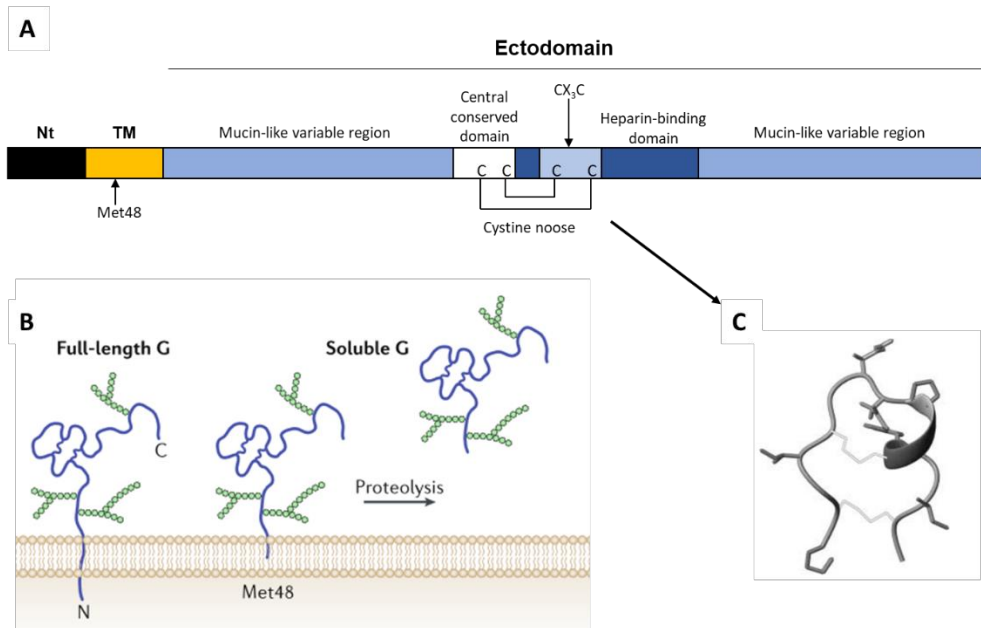 A
Ectodomain
CX3C
Central
conserved
domain
Heparin-binding
domain
Nt
TM
Mucin-like variable region
Mucin-like variable region
C C C C
Met48
Cystine noose
B
Full-length G
Soluble G
C
Proteolysis
Met48
N
C